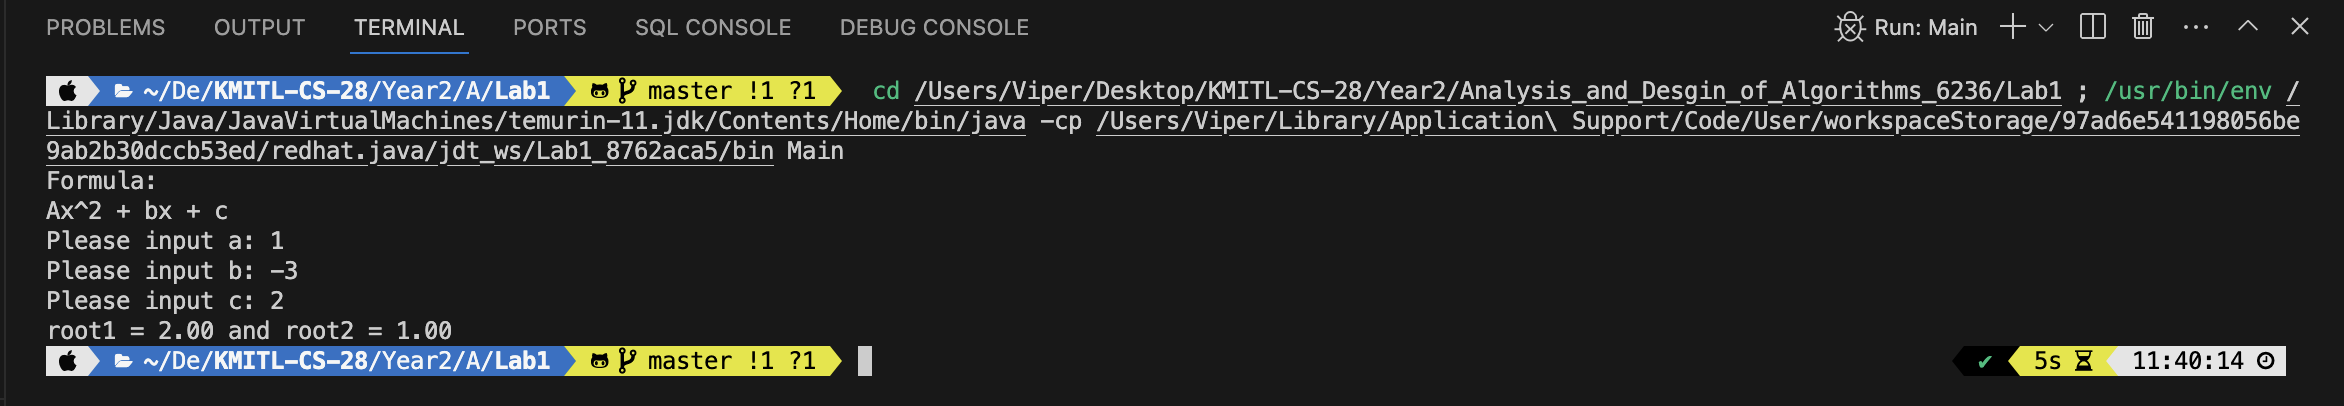 PROBLEMS OUTPUT TERMINAL PORTS SQL CONSOLE DEBUG CONSOLE Run: Main
~/De/KMITL-CS-28/Year2/A/Lab1 master !1 ?1 cd /Users/Viper/Desktop/KMITL-CS-28/Year2/Analysis_and_Desgin_of_Algorithms_6236/Lab1 ; /usr/bin/env /
Library/Java/JavaVirtualMachines/temurin-11.jdk/Contents/Home/bin/java -cp /Users/Viper/Library/Application\ Support/Code/User/workspaceStorage/97ad6e541198056be
9ab2b30dccb53ed/redhat.java/jdt_ws/Lab1_8762aca5/bin Main
Formula:
Ax^2 + bx + c
Please input a: 1
Please input b: -3
Please input c: 2
root1 = 2.00 and root2 = 1.00
~/De/KMITL-CS-28/Year2/A/Lab1 master !1 ?1 ✔ 5s 11:40:14